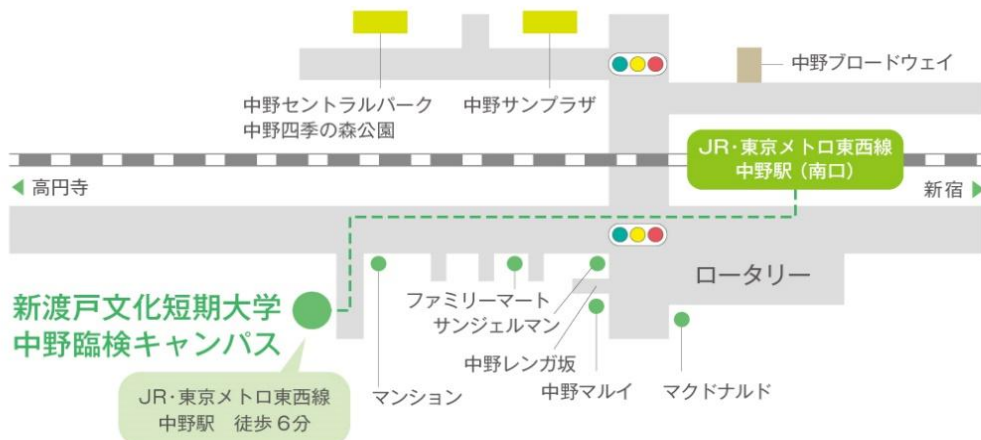 中野セントラルパーク
中野四季の森公園
中野サンプラザ
中野ブロードウェイ
JR・東京メトロ東西線
中野駅（南口）
高円寺
新宿
ロータリー
新渡戸文化短期大学
中野臨検キャンパス
ファミリーマート
サンジェルマン
中野レンガ坂
中野マルイ
マクドナルド
マンション
JR・東京メトロ東西線
中野駅　徒歩6分